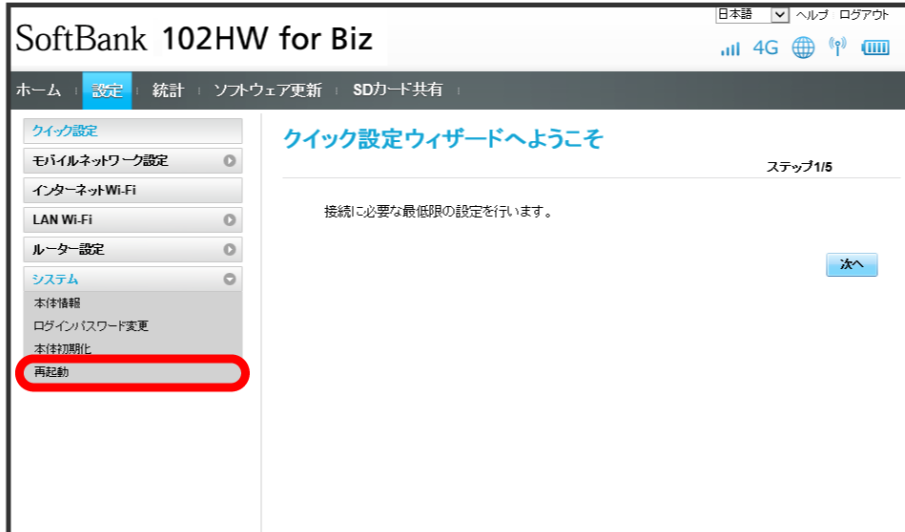 日本語 ヘルプ ログアウト
SoftBank 102HW for Biz
4G
ホーム 設定 統計 ソフトウェア更新 SDカード共有
クイック設定
モバイルネットワーク設定
インターネットWi-Fi
LAN Wi-Fi
ルーター設定
システム
本体情報
ログインパスワード変更
本体初期化
再起動
クイック設定ウィザードへようこそ
ステップ1/5
接続に必要な最低限の設定を行います。
次へ